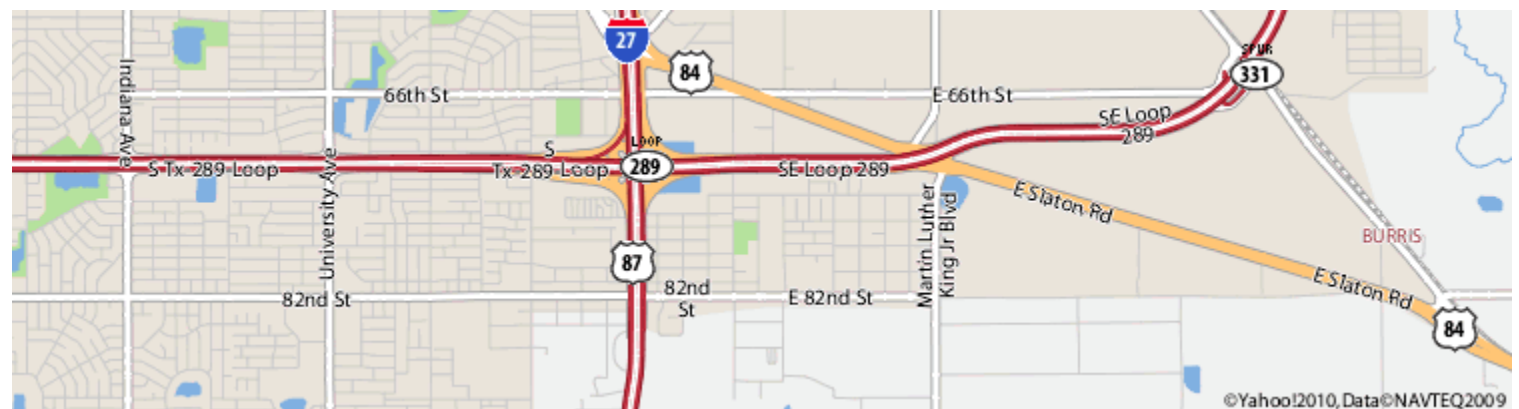 27
84
SPUR
331
Indiana Ave
66th St
E 66th St
SE Loop
289
S
LOOP
289
S Tx 289 Loop
Tx 289 Loop
SE Loop 289
University Ave
Martin Luther
King Jr Blvd
E Slaton Rd
BURRIS
87
82nd St
82nd
St
E 82nd St
E Slaton Rd
84
©Yahoo!2010, Data©NAVTEQ2009